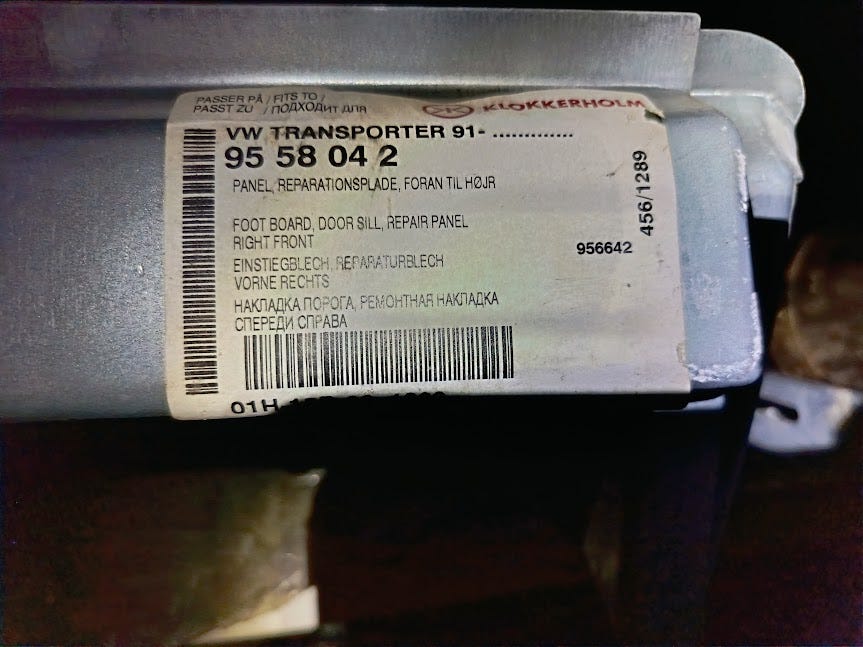 PASSER PÅ / FITS TO /
PASST ZU / ПОДХОДИТ ДЛЯ
KLOKKERHOLM
VW TRANSPORTER 91- .............
95 58 04 2
PANEL, REPARATIONSPLADE, FORAN TIL HØJR
FOOT BOARD, DOOR SILL, REPAIR PANEL
RIGHT FRONT
EINSTIEGBLECH, REPARATURBLECH
VORNE RECHTS
НАКЛАДКА ПОРОГА, РЕМОНТНАЯ НАКЛАДКА
СПЕРЕДИ СПРАВА
956642
456/1289
01H